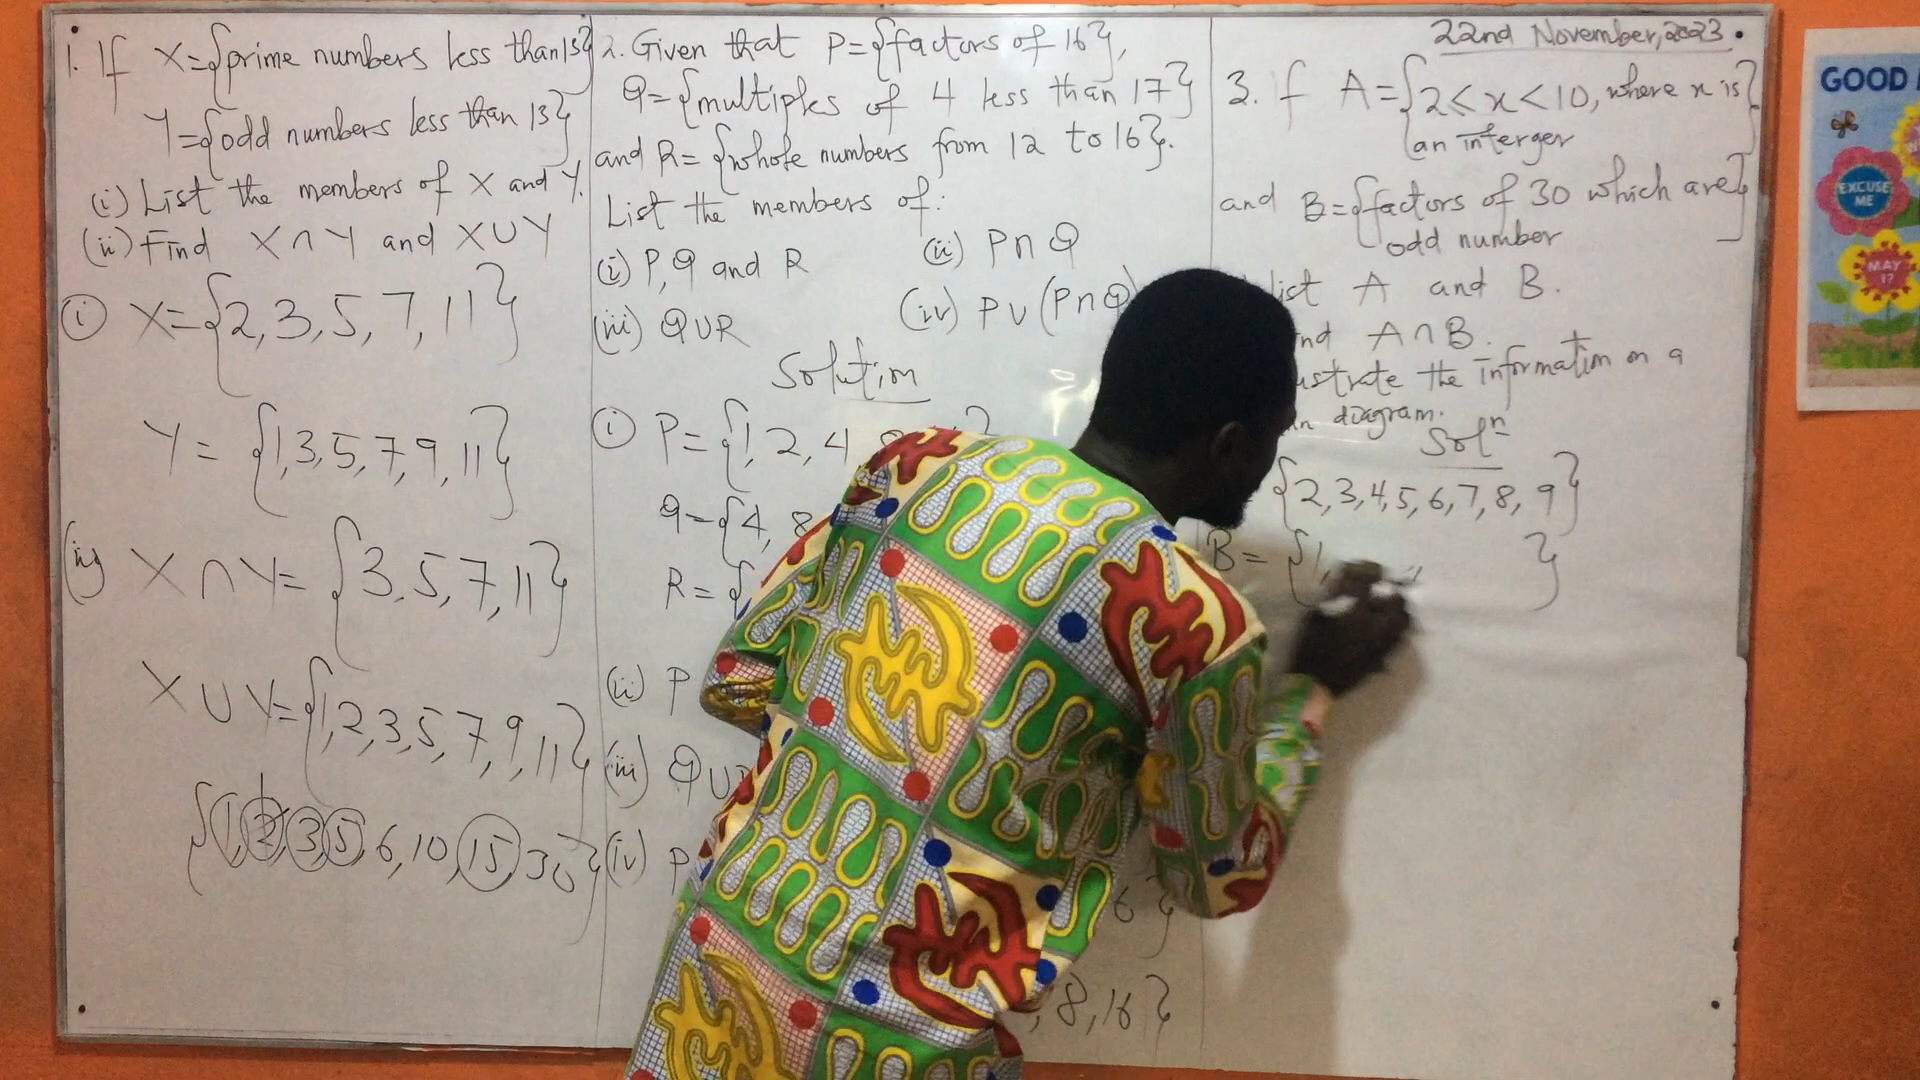 1. If X={prime numbers less than 13}
Y={odd numbers less than 13}
(i) List the members of X and Y.
(ii) Find X∩Y and X∪Y
(i) X={2,3,5,7,11}
Y={1,3,5,7,9,11}
(ii) X∩Y={3,5,7,11}
X∪Y={1,2,3,5,7,9,11}
{1,2,3,5,6,10,15,30}
2. Given that P={factors of 16},
Q={multiples of 4 less than 17}
and R={whole numbers from 12 to 16}.
List the members of:
(i) P,Q and R (ii) P∩Q
(iii) Q∪R (iv) P∪(P∩Q)
Solution
(i) P={1,2,4
Q={4,8
R={
(ii) P
(iii) Q∪
(iv) P
6}
,8,16}
22nd November,2023.
3. If A={2<x<10, where x is
an interger}
and B={factors of 30 which are
odd number}
A and B.
A∩B.
the information on a
diagram.
Solⁿ
{2,3,4,5,6,7,8,9}
B={1, }
GOOD
EXCUSE
ME
MAY
I?